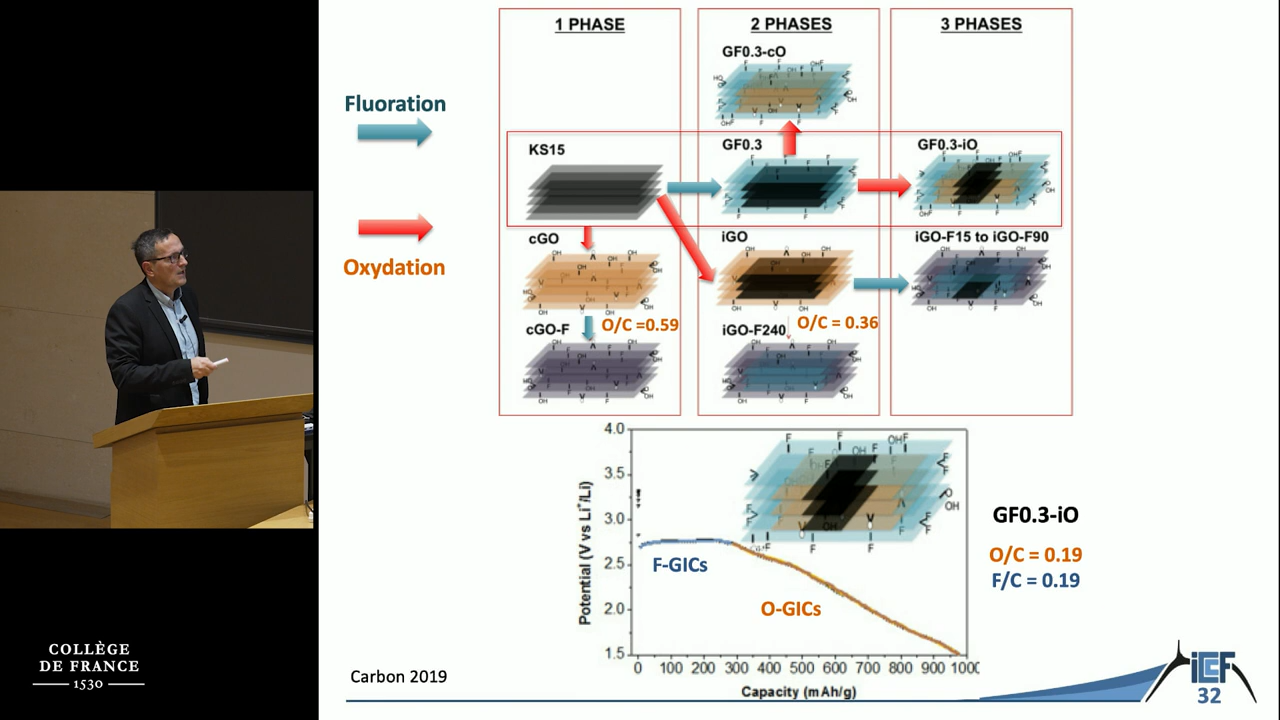 1 PHASE
2 PHASES
3 PHASES
GF0.3-cO
Fluoration
KS15
GF0.3
GF0.3-iO
cGO
iGO
iGO-F15 to iGO-F90
Oxydation
O/C =0.59
O/C = 0.36
cGO-F
iGO-F240
4.0
3.5
3.0
2.5
2.0
1.5
Potential (V vs Li+/Li)
F-GICs
O-GICs
0 100 200 300 400 500 600 700 800 900 1000
Capacity (mAh/g)
GF0.3-iO
O/C = 0.19
F/C = 0.19
Carbon 2019
COLLÈGE
DE FRANCE
1530
iCCF
32